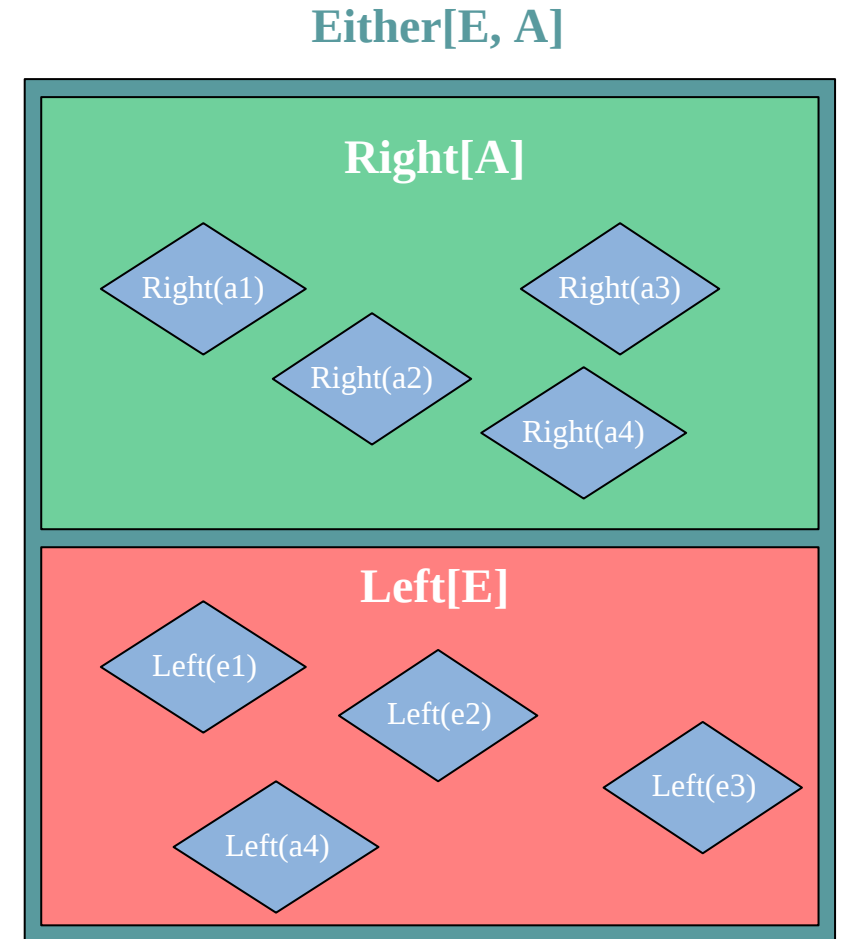 Either[E, A]
Right[A]
Right(a1)
Right(a3)
Right(a2)
Right(a4)
Left[E]
Left(e1)
Left(e2)
Left(e3)
Left(a4)